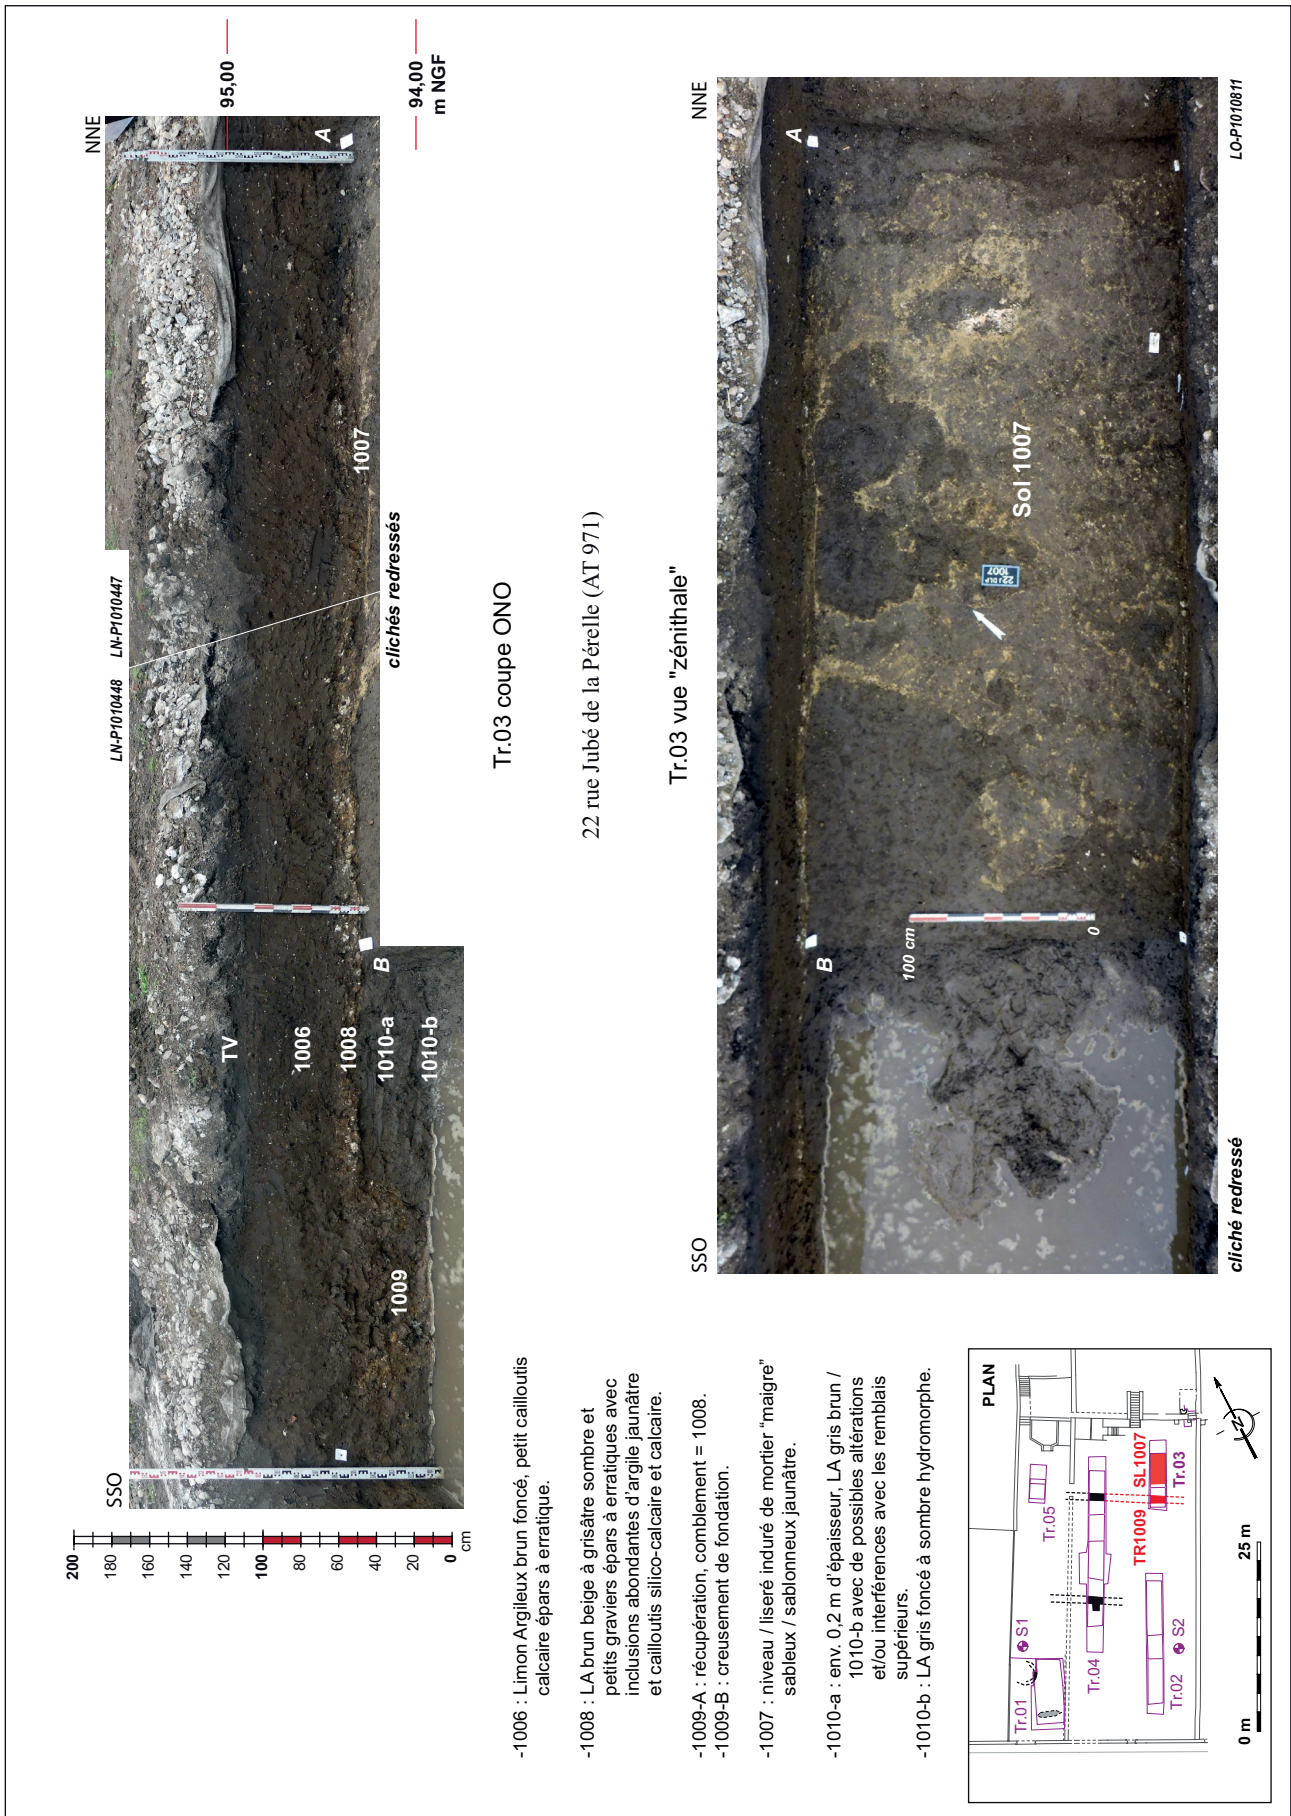 SSO
NNE
LN-P1010448
LN-P1010447
95,00
94,00
m NGF
TV
1006
1008
1010-a
1010-b
1009
1007
A
B
clichés redressés
200
180
160
140
120
100
80
60
40
20
0
cm
Tr.03 coupe ONO
22 rue Jubé de la Pérelle (AT 971)
Tr.03 vue "zénithale"
-1006 : Limon Argileux brun foncé, petit cailloutis
calcaire épars à erratique.
-1008 : LA brun beige à grisâtre sombre et
petits graviers épars à erratiques avec
inclusions abondantes d'argile jaunâtre
et cailloutis silico-calcaire et calcaire.
-1009-A : récupération, comblement = 1008.
-1009-B : creusement de fondation.
-1007 : niveau / liseré induré de mortier “maigre”
sableux / sablonneux jaunâtre.
-1010-a : env. 0,2 m d'épaisseur, LA gris brun /
1010-b avec de possibles altérations
et/ou interférences avec les remblais
supérieurs.
-1010-b : LA gris foncé à sombre hydromorphe.
SSO
NNE
A
B
100 cm
0
Sol 1007
22 J DLP
1007
cliché redressé
LO-P1010811
PLAN
Tr.01
S1
Tr.05
Tr.04
Tr.02
S2
TR1009
SL1007
Tr.03
N
0 m
25 m